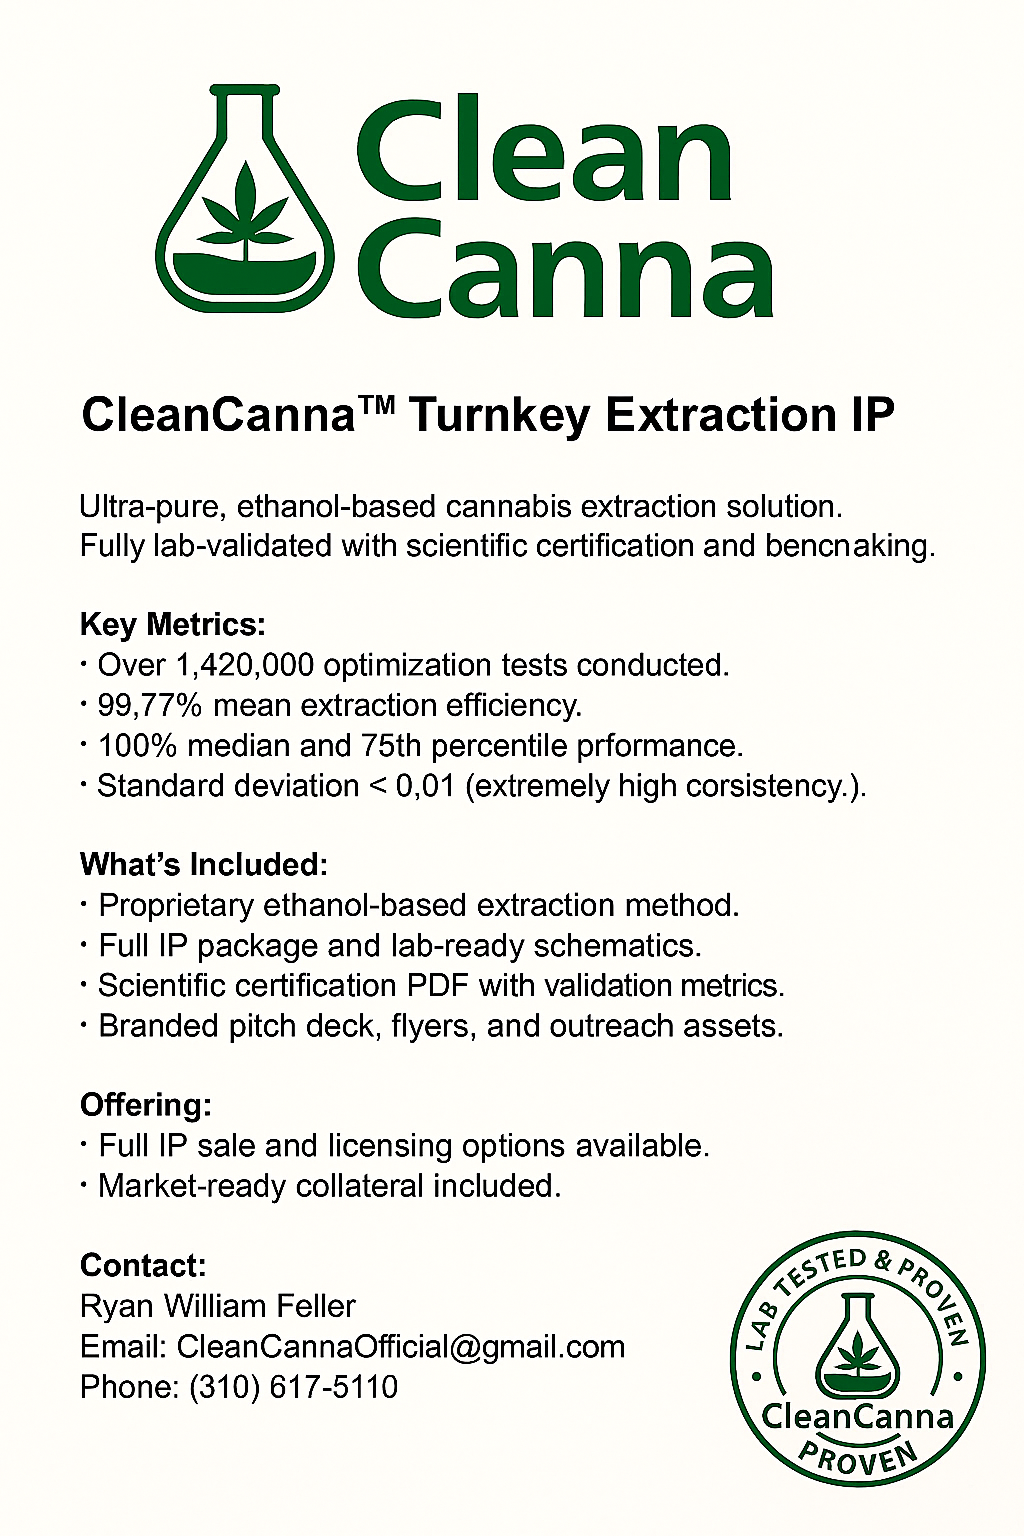 Clean
Canna
CleanCanna™ Turnkey Extraction IP
Ultra-pure, ethanol-based cannabis extraction solution.
Fully lab-validated with scientific certification and bencnaking.
Key Metrics:
· Over 1,420,000 optimization tests conducted.
· 99,77% mean extraction efficiency.
· 100% median and 75th percentile prformance.
· Standard deviation < 0,01 (extremely high corsistency.).
What's Included:
· Proprietary ethanol-based extraction method.
· Full IP package and lab-ready schematics.
· Scientific certification PDF with validation metrics.
· Branded pitch deck, flyers, and outreach assets.
Offering:
· Full IP sale and licensing options available.
· Market-ready collateral included.
Contact:
Ryan William Feller
Email: CleanCannaOfficial@gmail.com
Phone: (310) 617-5110
LAB TESTED & PROVEN
CleanCanna
PROVEN